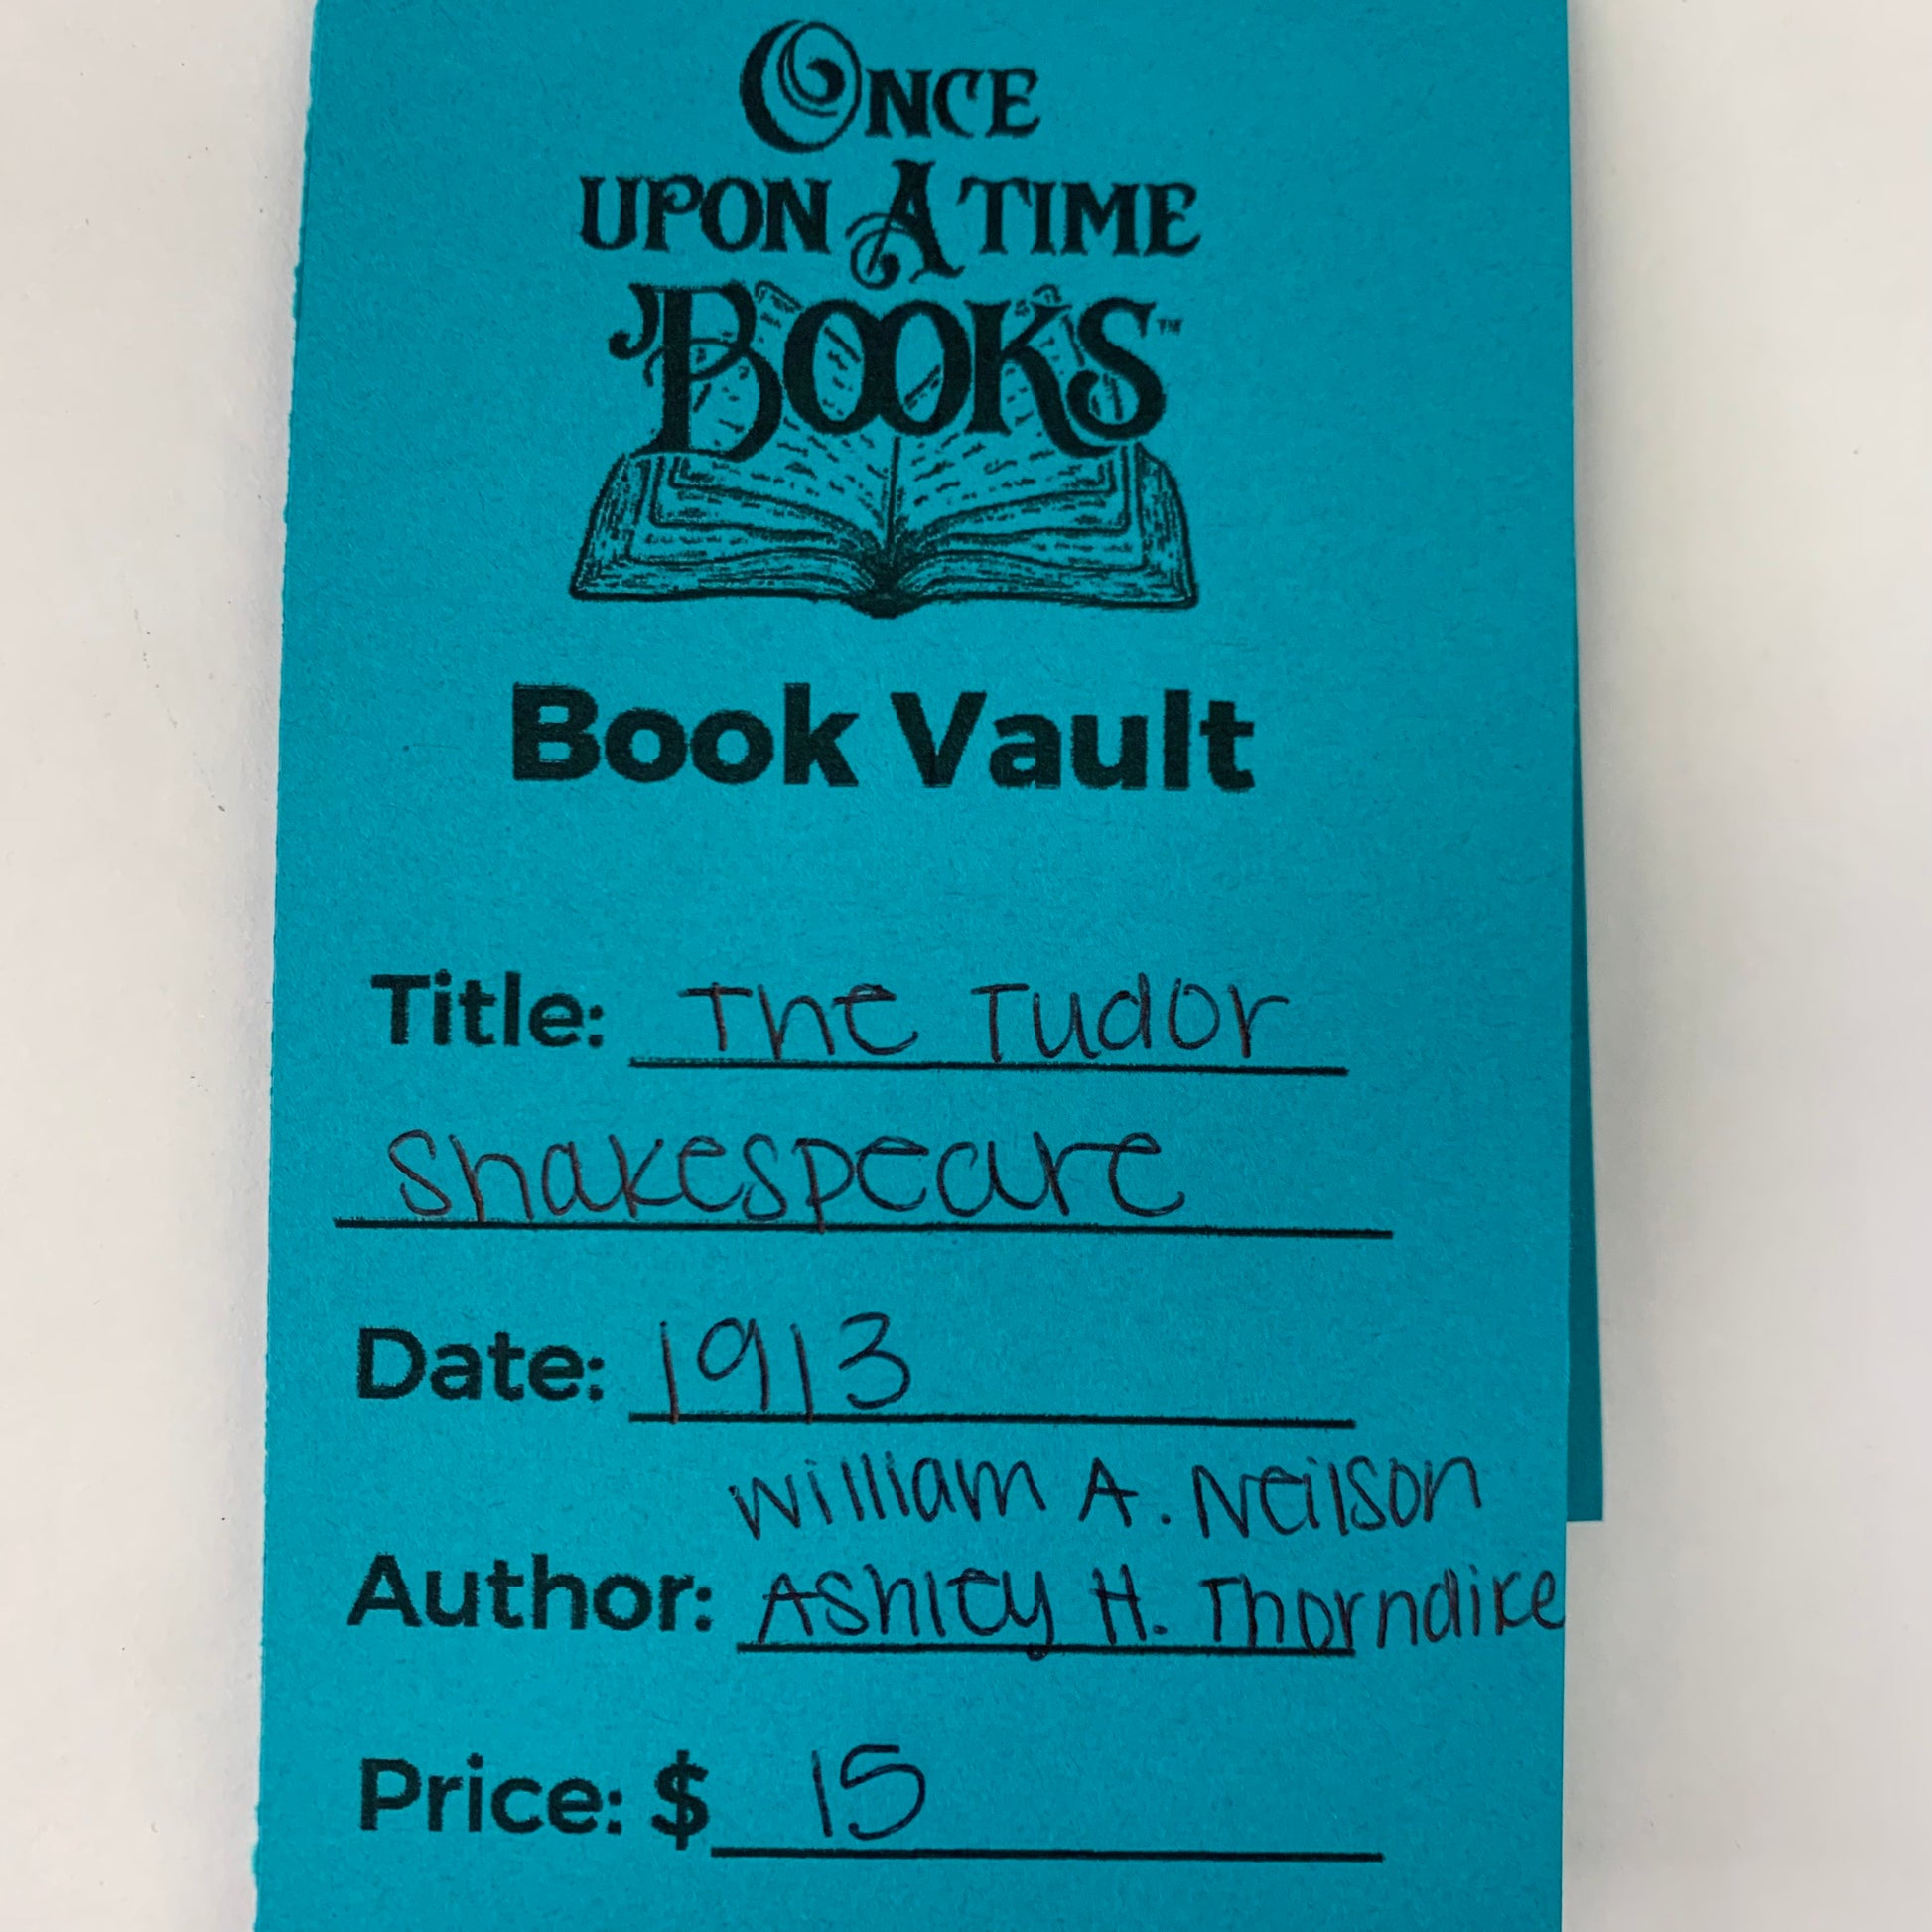 ONCE
UPON A TIME
BOOKS™
Book Vault
Title: The Tudor
Shakespeare
Date: 1913
William A. Neilson
Author: Ashley H. Thorndike
Price: $ 15